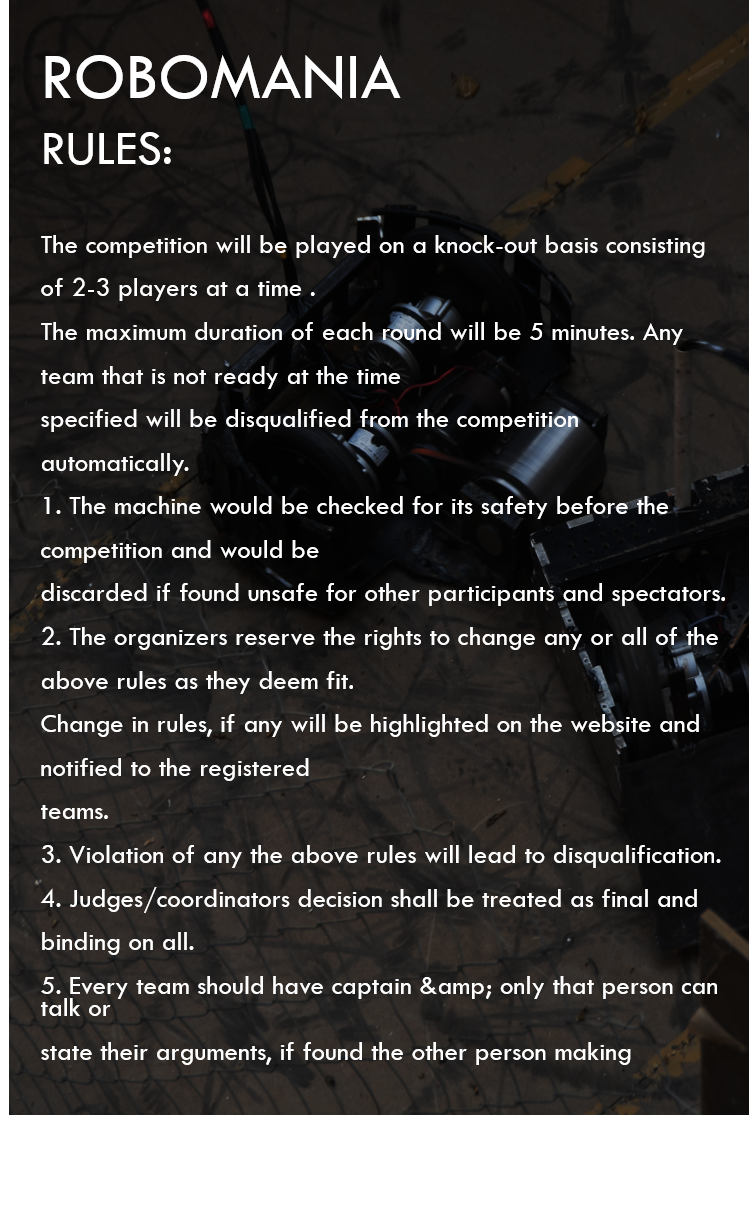 ROBOMANIA
RULES:
The competition will be played on a knock-out basis consisting
of 2-3 players at a time .
The maximum duration of each round will be 5 minutes. Any
team that is not ready at the time
specified will be disqualified from the competition
automatically.
1. The machine would be checked for its safety before the
competition and would be
discarded if found unsafe for other participants and spectators.
2. The organizers reserve the rights to change any or all of the
above rules as they deem fit.
Change in rules, if any will be highlighted on the website and
notified to the registered
teams.
3. Violation of any the above rules will lead to disqualification.
4. Judges/coordinators decision shall be treated as final and
binding on all.
5. Every team should have captain &amp; only that person can
talk or
state their arguments, if found the other person making